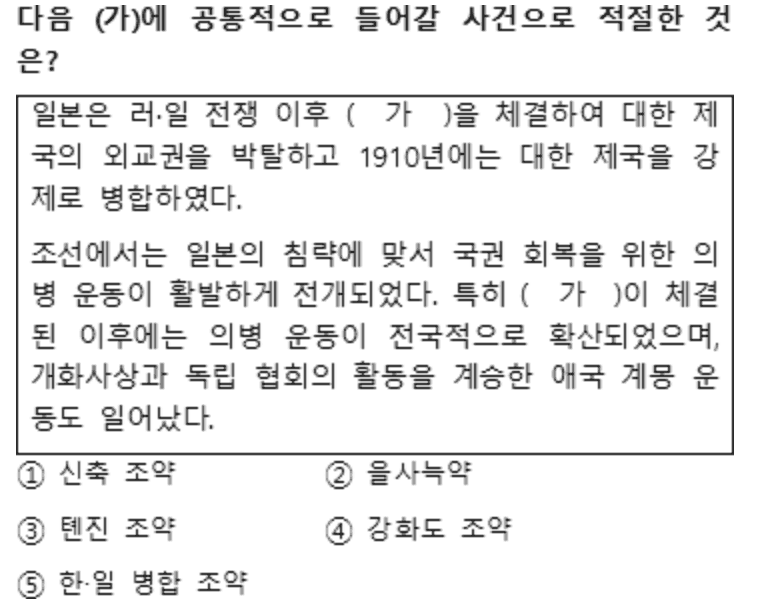 다음 (가)에 공통적으로 들어갈 사건으로 적절한 것
은?
일본은 러·일 전쟁 이후 ( 가 )을 체결하여 대한 제
국의 외교권을 박탈하고 1910년에는 대한 제국을 강
제로 병합하였다.
조선에서는 일본의 침략에 맞서 국권 회복을 위한 의
병 운동이 활발하게 전개되었다. 특히 ( 가 )이 체결
된 이후에는 의병 운동이 전국적으로 확산되었으며,
개화사상과 독립 협회의 활동을 계승한 애국 계몽 운
동도 일어났다.
① 신축 조약 ② 을사늑약
③ 톈진 조약 ④ 강화도 조약
⑤ 한·일 병합 조약